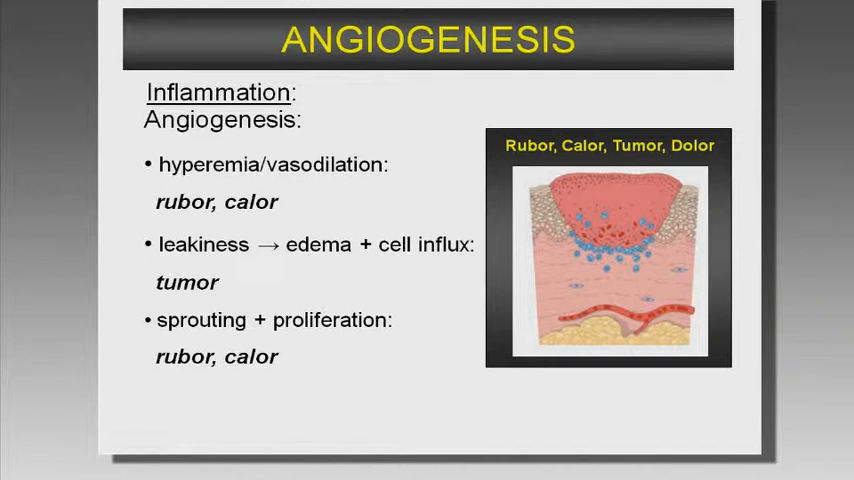 ANGIOGENESIS
Inflammation:
Angiogenesis:
• hyperemia/vasodilation:
rubor, calor
• leakiness → edema + cell influx:
tumor
• sprouting + proliferation:
rubor, calor
Rubor, Calor, Tumor, Dolor